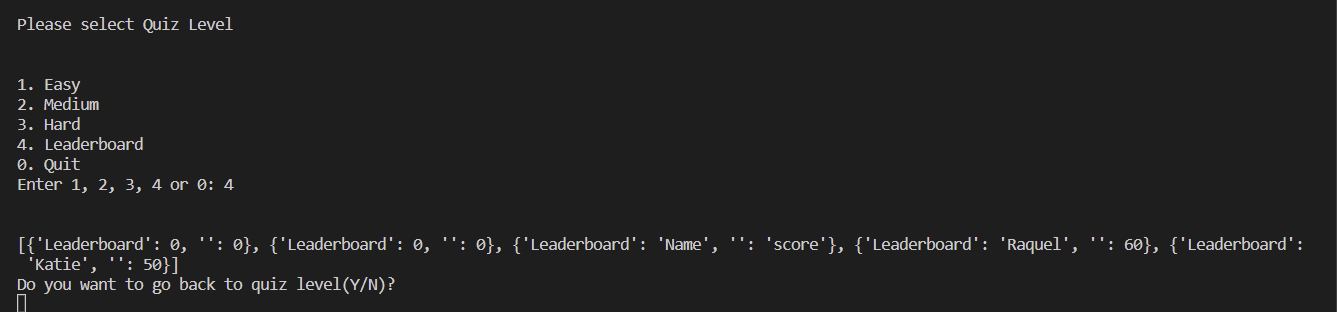 Please select Quiz Level
1. Easy
2. Medium
3. Hard
4. Leaderboard
0. Quit
Enter 1, 2, 3, 4 or 0: 4
[{'Leaderboard': 0, '': 0}, {'Leaderboard': 0, '': 0}, {'Leaderboard': 'Name', '': 'score'}, {'Leaderboard': 'Raquel', '': 60}, {'Leaderboard':
'Katie', '': 50}]
Do you want to go back to quiz level(Y/N)?